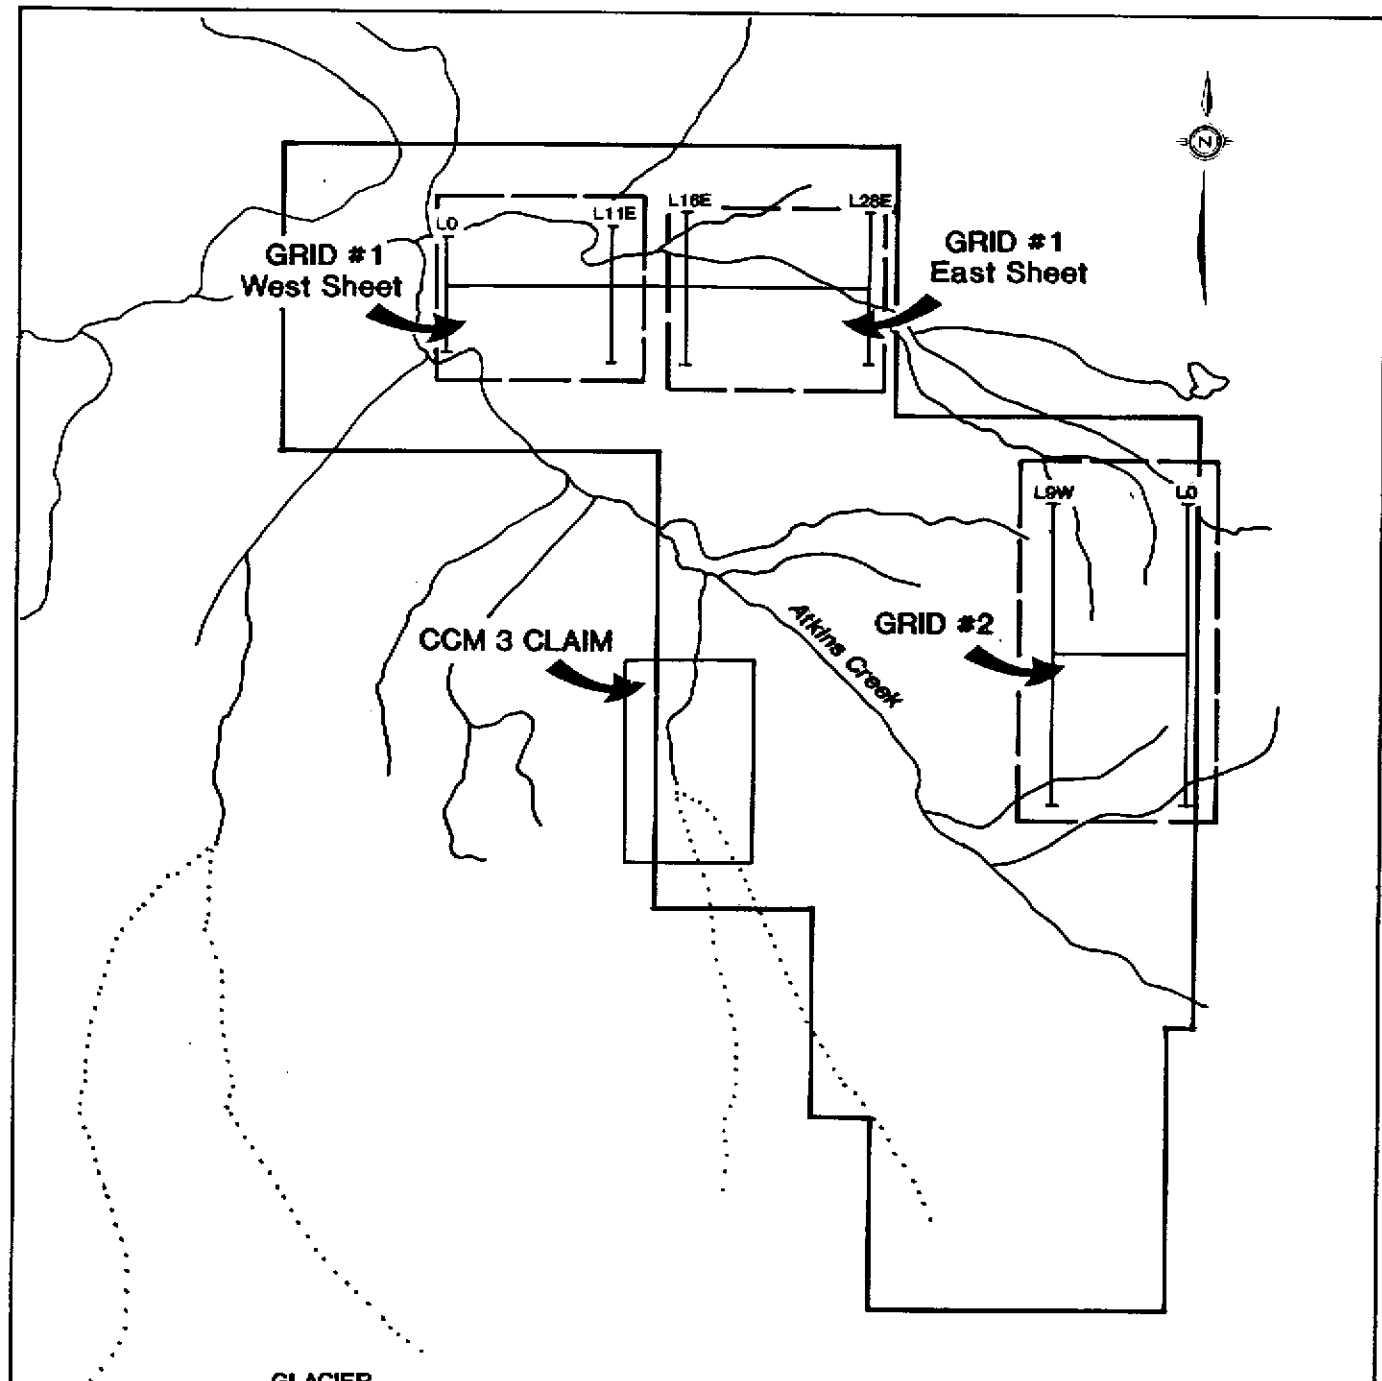 N
L16E
L28E
L11E
L0
GRID #1
West Sheet
GRID #1
East Sheet
L9W
L0
CCM 3 CLAIM
Atkins Creek
GRID #2
GLACIER